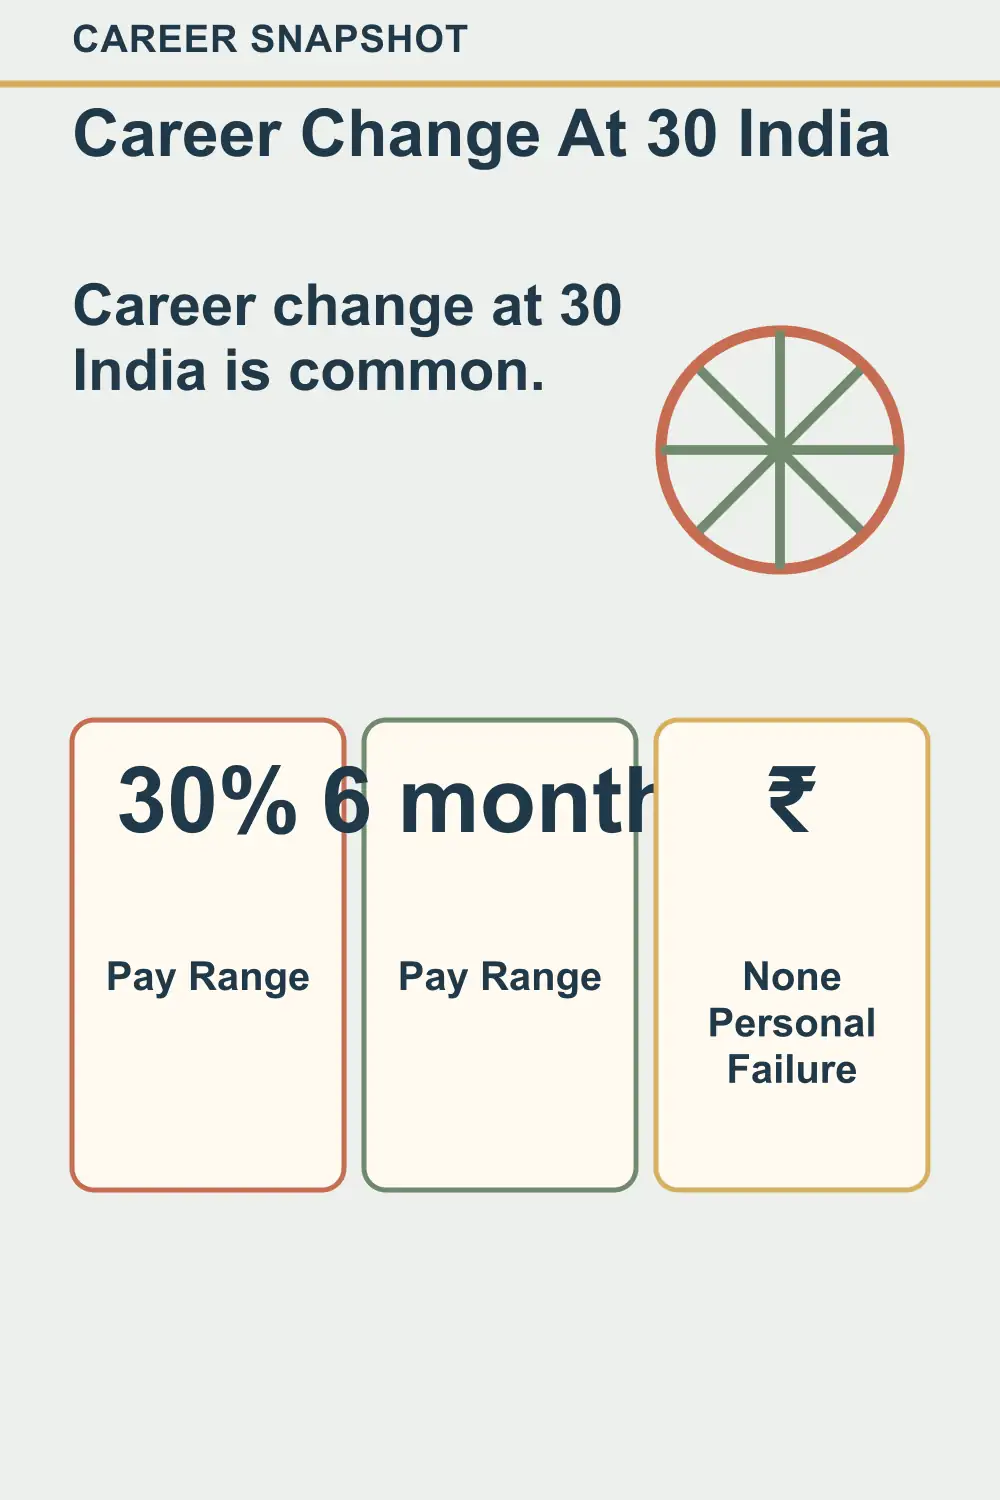 CAREER SNAPSHOT
Career Change At 30 India
Career change at 30
India is common.
30%
6 month
₹
Pay Range
Pay Range
None
Personal
Failure